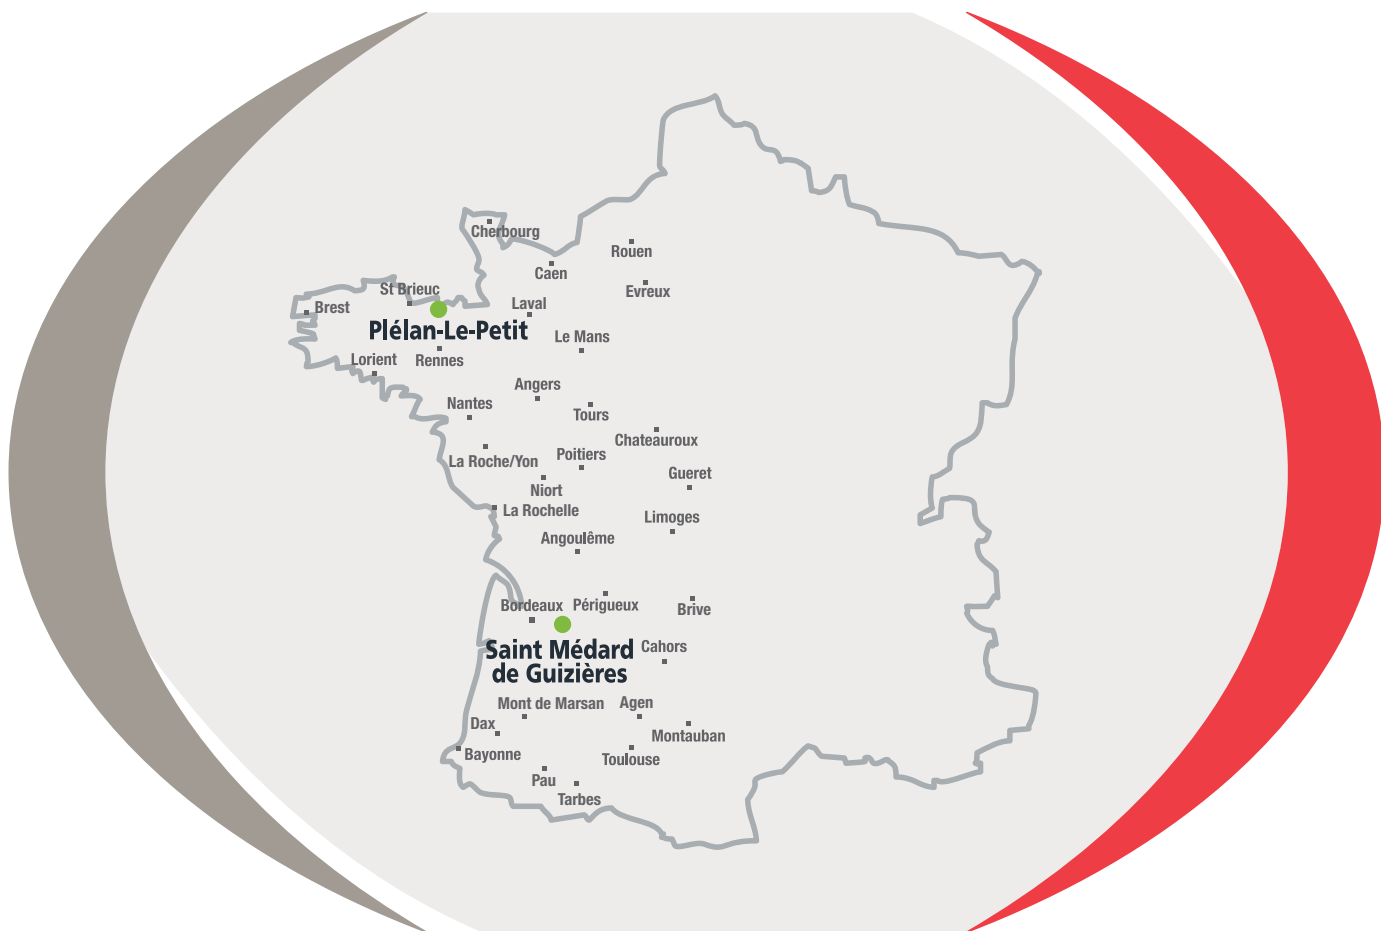 Cherbourg
Rouen
Caen
Evreux
St Brieuc
Laval
Brest
Plélan-Le-Petit
Le Mans
Lorient
Rennes
Angers
Nantes
Tours
Chateauroux
Poitiers
La Roche/Yon
Gueret
Niort
La Rochelle
Limoges
Angoulême
Bordeaux
Périgueux
Brive
Saint Médard
de Guizières
Cahors
Mont de Marsan
Agen
Dax
Montauban
Bayonne
Toulouse
Pau
Tarbes